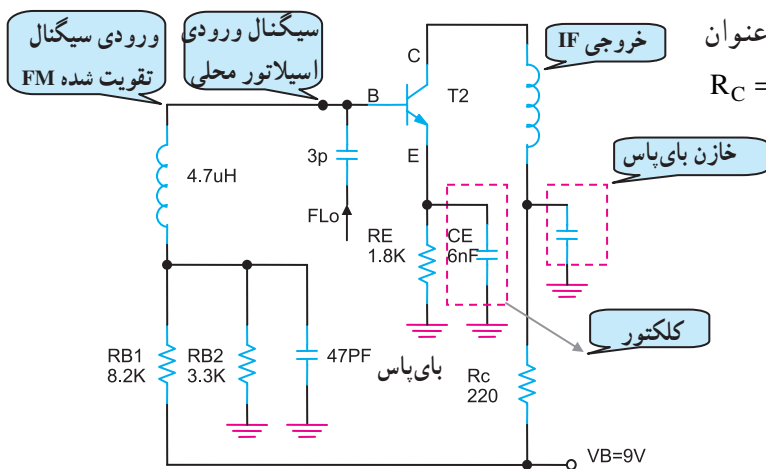 ورودی سیگنال
تقویت شده FM
سیگنال ورودی
اسیلاتور محلی
خروجی IF
عنوان
R_C =
C
B
T2
E
3p
4.7uH
FLo
خازن بای‌پاس
RE
1.8K
CE
6nF
کلکتور
RB1
8.2K
RB2
3.3K
47PF
بای‌پاس
Rc
220
VB=9V